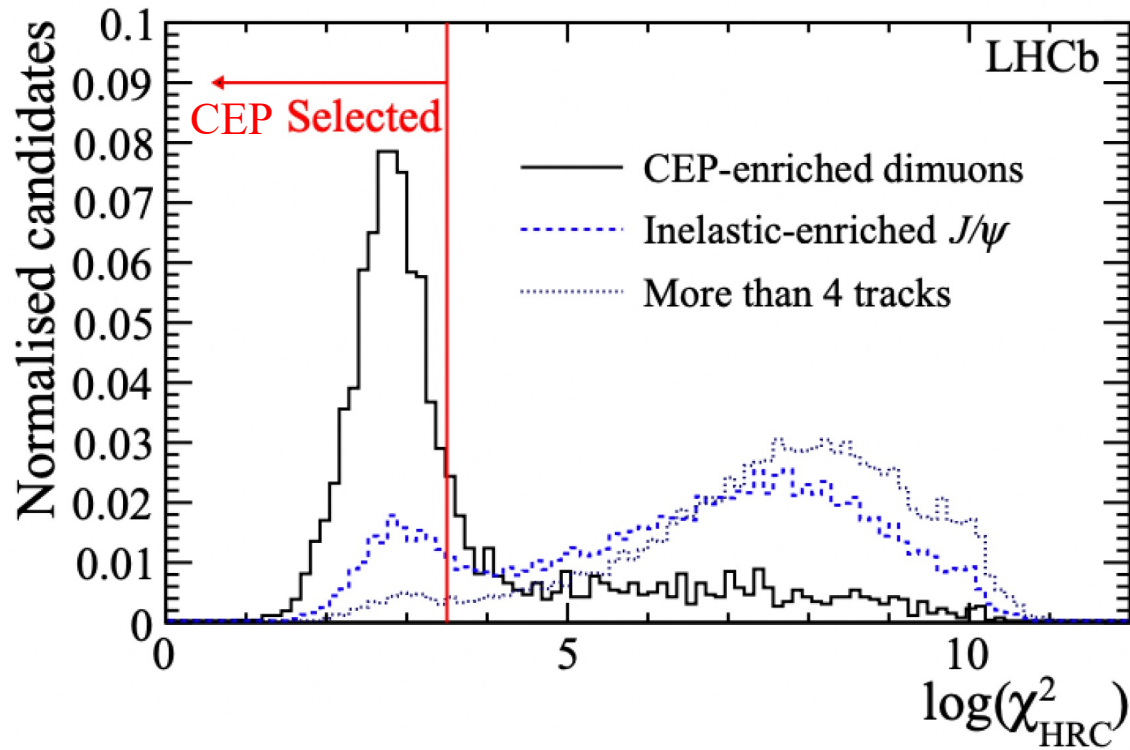 0.1
LHCb
0.09
CEP Selected
0.08
CEP-enriched dimuons
0.07
Inelastic-enriched J/ψ
0.06
More than 4 tracks
0.05
0.04
0.03
0.02
0.01
0
Normalised candidates
0 5 10
log(χ²HRC)